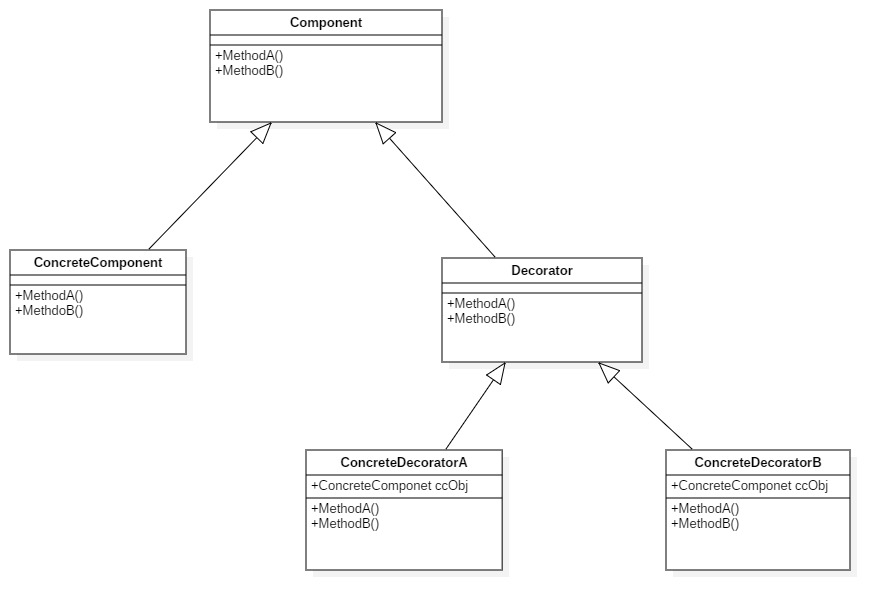 Component
+MethodA()
+MethodB()
ConcreteComponent
+MethodA()
+MethdoB()
Decorator
+MethodA()
+MethodB()
ConcreteDecoratorA
+ConcreteComponet ccObj
+MethodA()
+MethodB()
ConcreteDecoratorB
+ConcreteComponet ccObj
+MethodA()
+MethodB()